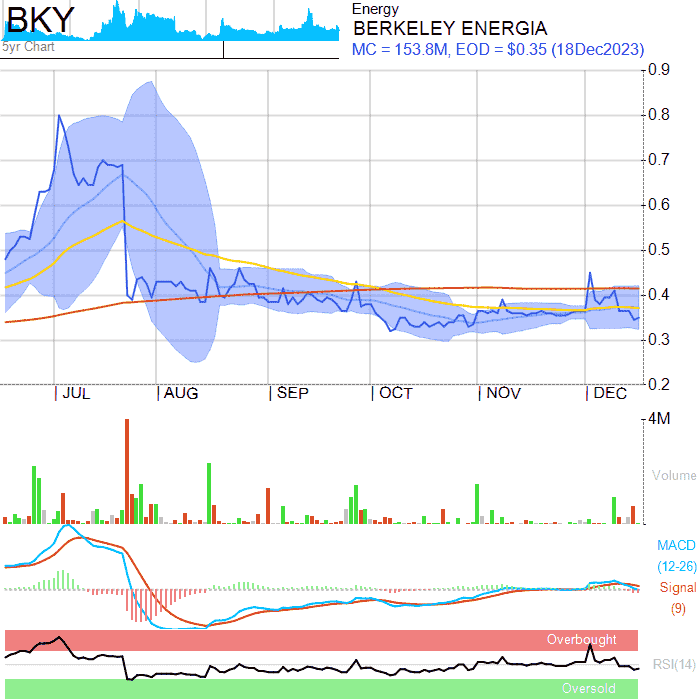 BKY
5yr Chart
Energy
BERKELEY ENERGIA
MC = 153.8M, EOD = $0.35 (18Dec2023)
0.9
0.8
0.7
0.6
0.5
0.4
0.3
0.2
JUL AUG SEP OCT NOV DEC
4M
Volume
MACD
(12-26)
Signal
(9)
Overbought
RSI(14)
Oversold